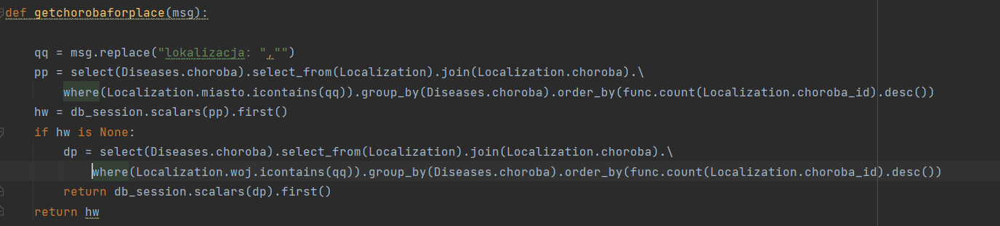 def getchorobaforplace(msg):
qq = msg.replace("lokalizacja: ","")
pp = select(Diseases.choroba).select_from(Localization).join(Localization.choroba).\
where(Localization.miasto.icontains(qq)).group_by(Diseases.choroba).order_by(func.count(Localization.choroba_id).desc())
hw = db_session.scalars(pp).first()
if hw is None:
dp = select(Diseases.choroba).select_from(Localization).join(Localization.choroba).\
where(Localization.woj.icontains(qq)).group_by(Diseases.choroba).order_by(func.count(Localization.choroba_id).desc())
return db_session.scalars(dp).first()
return hw